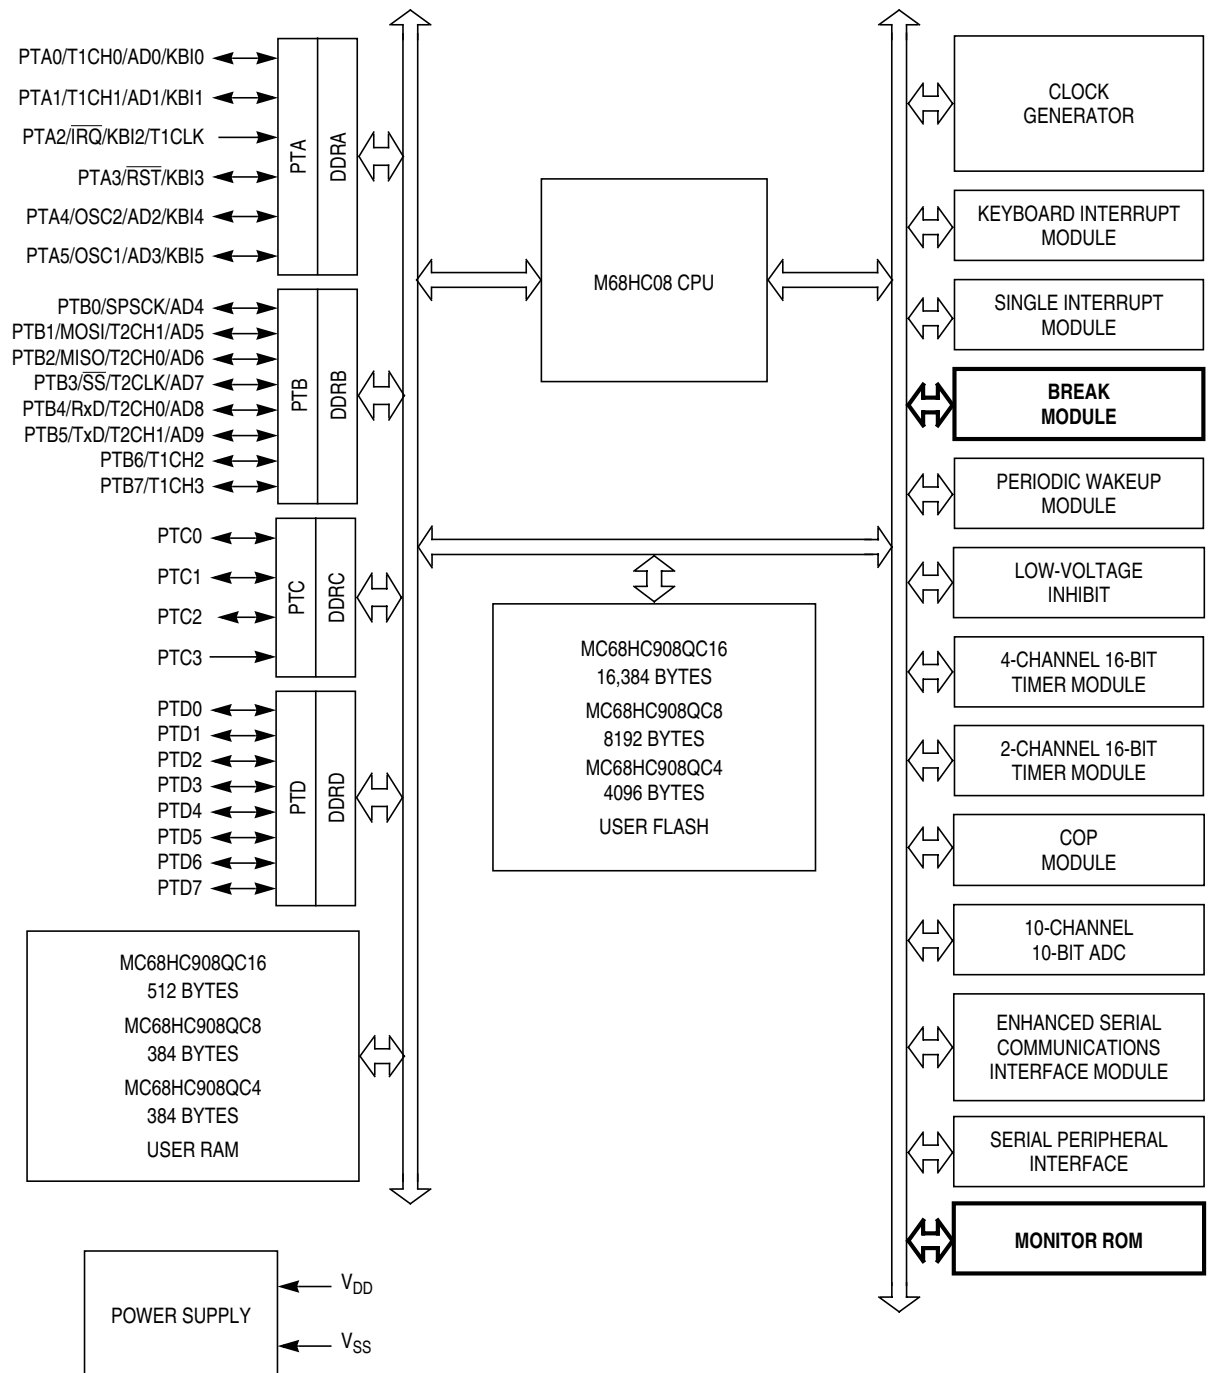 PTA0/T1CH0/AD0/KBI0
PTA1/T1CH1/AD1/KBI1
PTA2/IRQ/KBI2/T1CLK
PTA3/RST/KBI3
PTA4/OSC2/AD2/KBI4
PTA5/OSC1/AD3/KBI5
PTA
DDRA
PTB0/SPSCK/AD4
PTB1/MOSI/T2CH1/AD5
PTB2/MISO/T2CH0/AD6
PTB3/SS/T2CLK/AD7
PTB4/RxD/T2CH0/AD8
PTB5/TxD/T2CH1/AD9
PTB6/T1CH2
PTB7/T1CH3
PTB
DDRB
PTC0
PTC1
PTC2
PTC3
PTC
DDRC
PTD0
PTD1
PTD2
PTD3
PTD4
PTD5
PTD6
PTD7
PTD
DDRD
MC68HC908QC16
512 BYTES
MC68HC908QC8
384 BYTES
MC68HC908QC4
384 BYTES
USER RAM
POWER SUPPLY
VDD
VSS
M68HC08 CPU
MC68HC908QC16
16,384 BYTES
MC68HC908QC8
8192 BYTES
MC68HC908QC4
4096 BYTES
USER FLASH
CLOCK
GENERATOR
KEYBOARD INTERRUPT
MODULE
SINGLE INTERRUPT
MODULE
BREAK
MODULE
PERIODIC WAKEUP
MODULE
LOW-VOLTAGE
INHIBIT
4-CHANNEL 16-BIT
TIMER MODULE
2-CHANNEL 16-BIT
TIMER MODULE
COP
MODULE
10-CHANNEL
10-BIT ADC
ENHANCED SERIAL
COMMUNICATIONS
INTERFACE MODULE
SERIAL PERIPHERAL
INTERFACE
MONITOR ROM